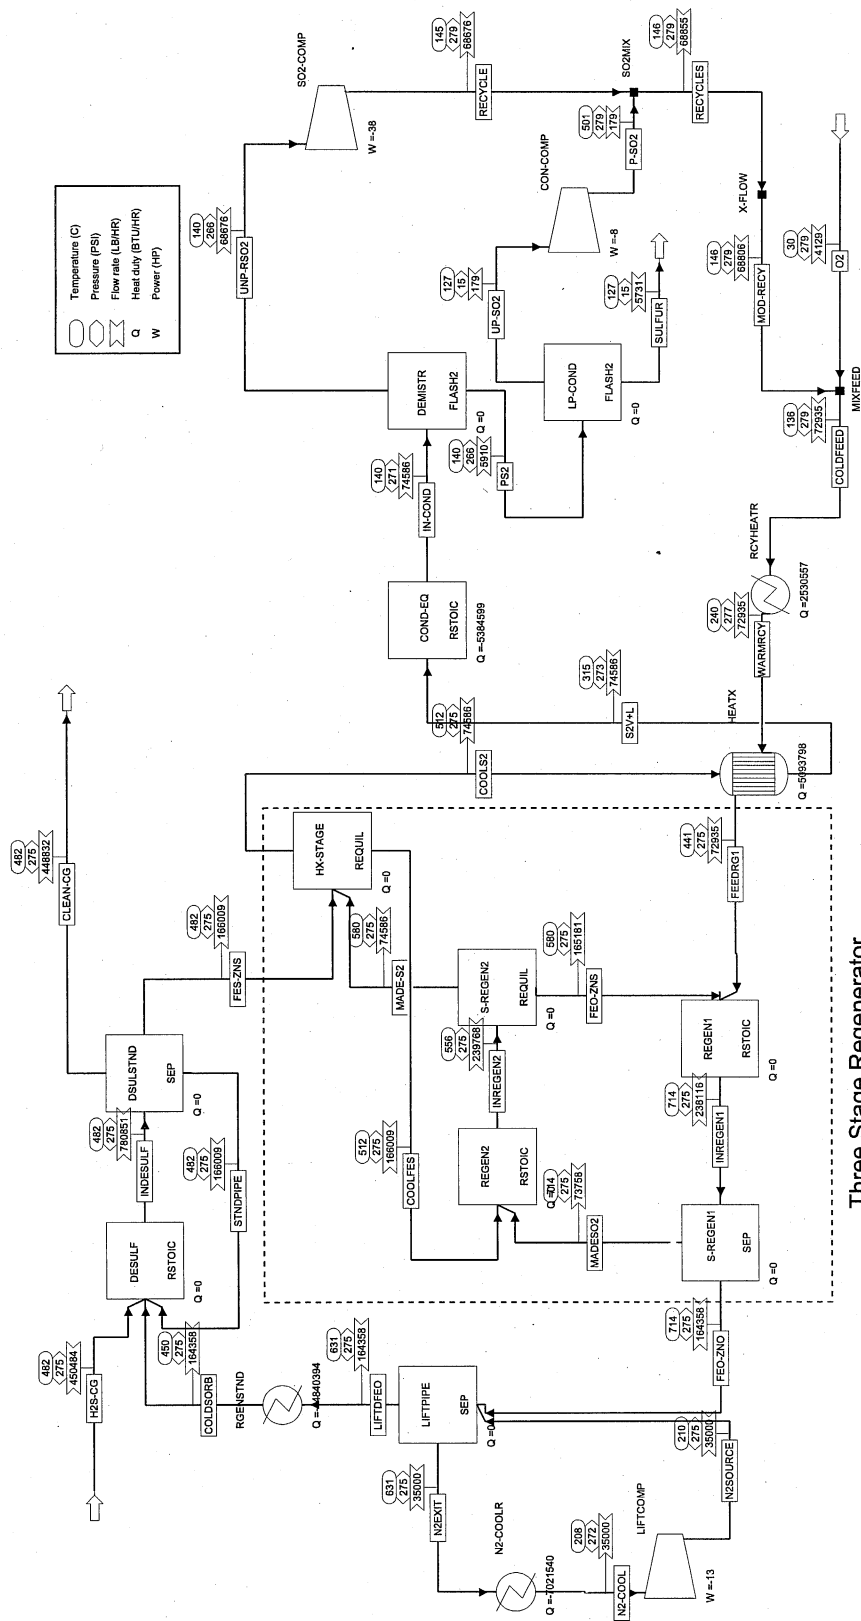 Temperature (C)
Pressure (PSI)
Flow rate (LB/HR)
Q Heat duty (BTU/HR)
W Power (HP)
482
275
450484
H2S-CG
DESULF
RSTOIC
Q =0
482
275
780851
INDESULF
DSULSTND
SEP
Q =0
482
275
448832
CLEAN-CG
482
275
166009
STNDPIPE
482
275
166009
FES-ZNS
450
275
164358
COLDSORB
RGENSTND
631
275
164358
LIFTDFEO
LIFTPIPE
SEP
631
275
35000
N2EXIT
N2-COOLR
Q =-7021540
208
272
35000
N2-COOL
LIFTCOMP
W =-13
210
275
35000
N2SOURCE
714
275
164358
FEO-ZNO
HX-STAGE
REQUIL
Q =0
580
275
74586
MADE-S2
S-REGEN2
REQUIL
Q =0
580
275
165181
FEO-ZNS
556
275
239768
INREGEN2
512
275
166009
COOLFES
REGEN2
RSTOIC
275
73758
MADESO2
REGEN1
RSTOIC
Q =0
714
275
238116
INREGEN1
S-REGEN1
SEP
Q =0
441
275
72935
FEEDRG1
512
275
74586
COOLS2
HEATX
Q =5093798
315
273
74586
S2V+L
COND-EQ
RSTOIC
Q =-5384599
140
271
74586
IN-COND
DEMISTR
FLASH2
Q =0
140
266
68676
UNP-RSO2
SO2-COMP
W =-38
145
279
68676
RECYCLE
140
266
5910
PS2
LP-COND
FLASH2
Q =0
127
15
179
UP-SO2
CON-COMP
W =-8
127
15
5731
SULFUR
501
279
179
P-SO2
SO2MIX
146
279
68855
RECYCLES
X-FLOW
146
279
68806
MOD-RECY
30
279
4129
O2
MIXFEED
136
279
72935
COLDFEED
RCYHEATR
Q =2530557
240
277
72935
WARMRCY
Three Stage Regenerator